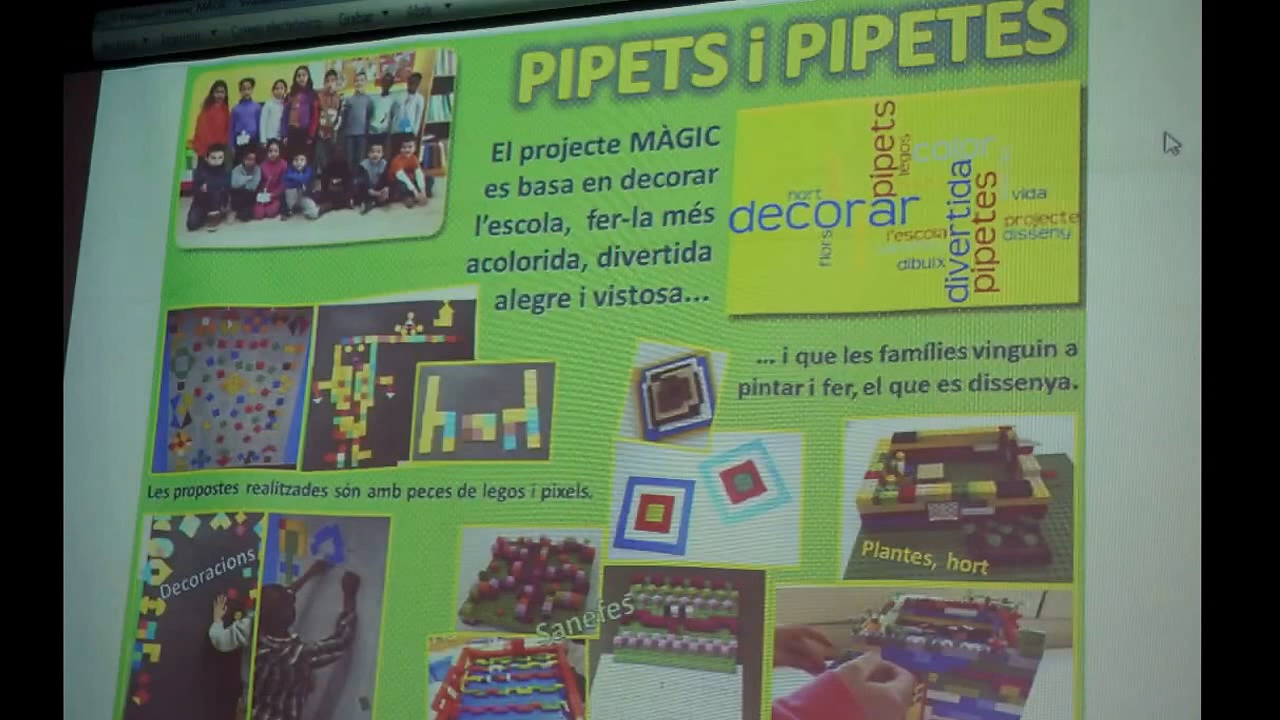 PIPETS i PIPETES
El projecte MÀGIC
es basa en decorar
l'escola, fer-la més
acolorida, divertida
alegre i vistosa...
pipets
legos
color
hort
decorar
flors
l'escola
dibuix
divertida
pipetes
vida
projecte
disseny
... i que les famílies vinguin a
pintar i fer, el que es dissenya.
Les propostes realitzades són amb peces de legos i pixels.
Decoracions
Sanefes
Plantes, hort